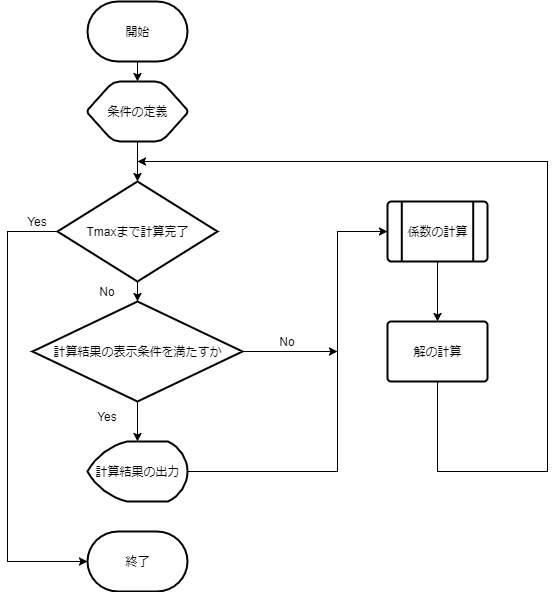 開始
条件の定義
Yes
Tmaxまで計算完了
係数の計算
No
計算結果の表示条件を満たすか
No
解の計算
Yes
計算結果の出力
終了